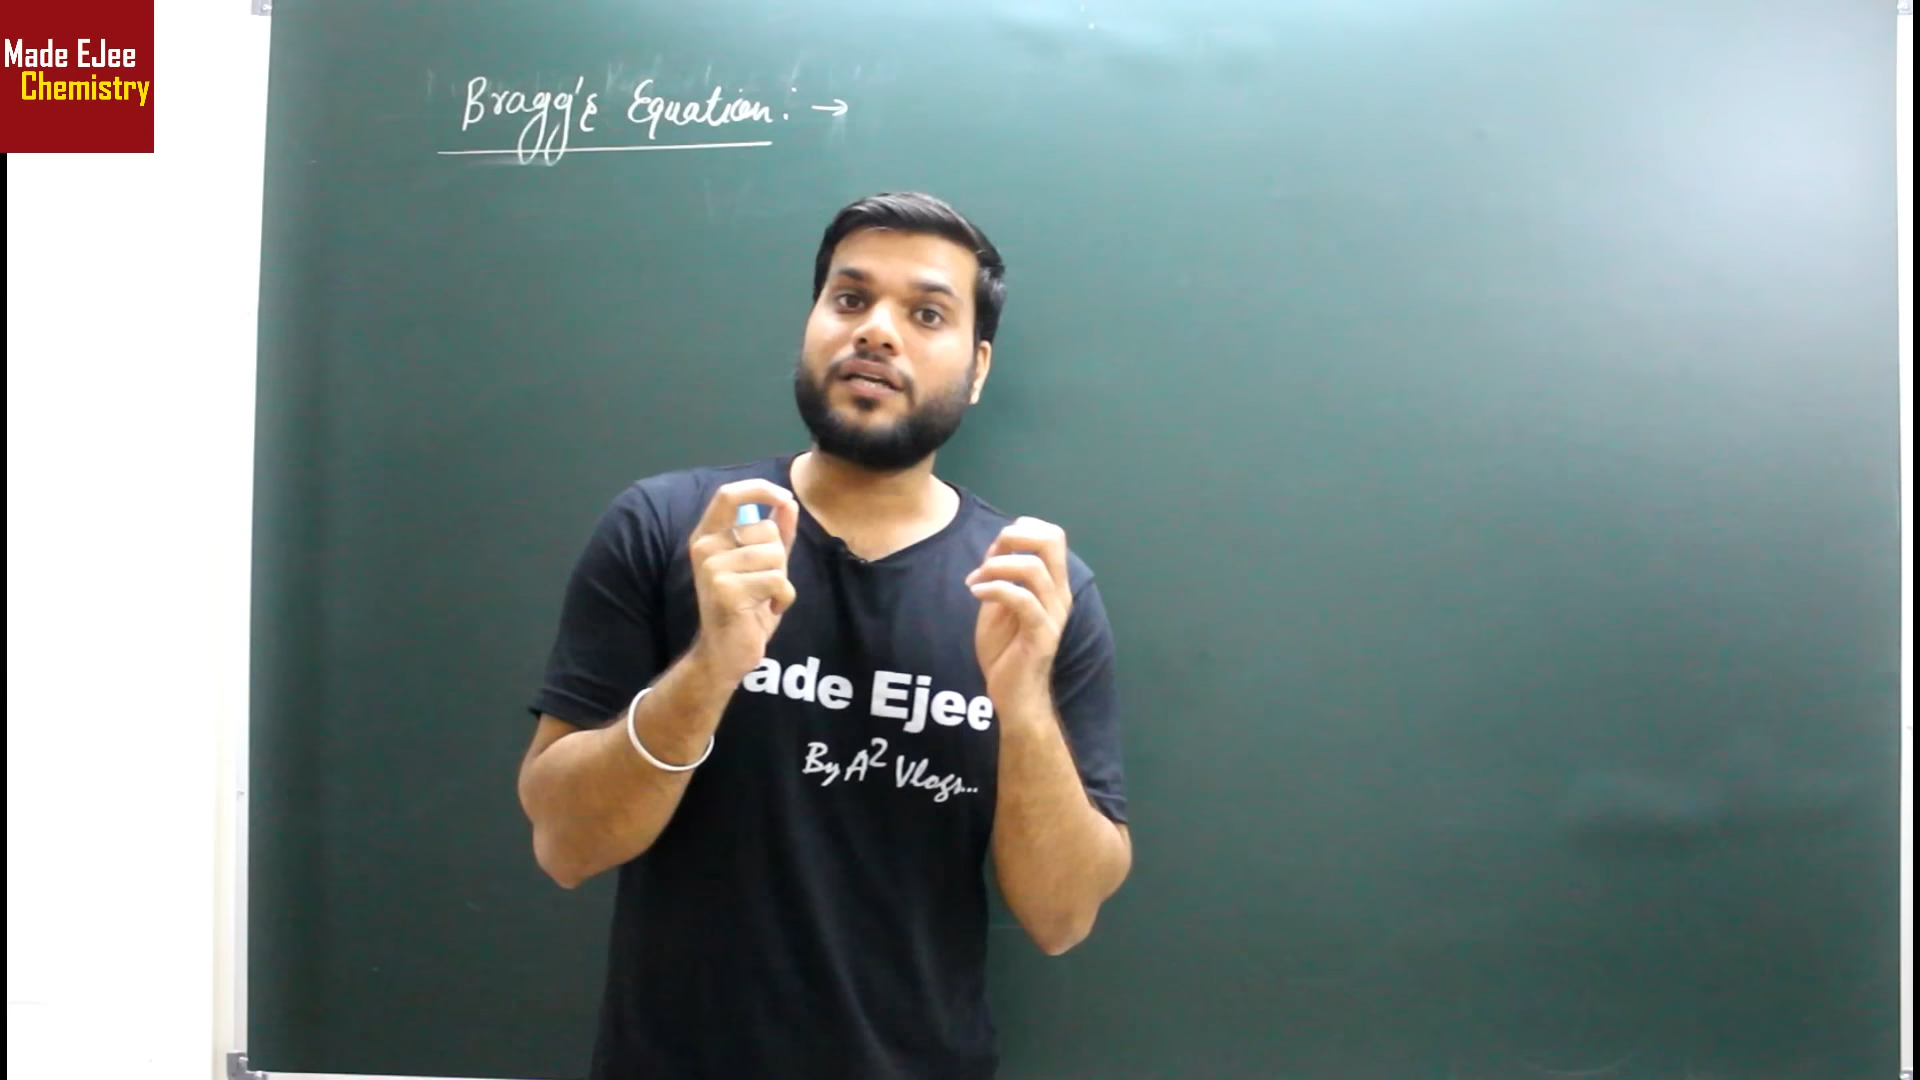 Made EJee
Chemistry
Bragg's Equation: →
ade Ejee
By A² Vlogs...